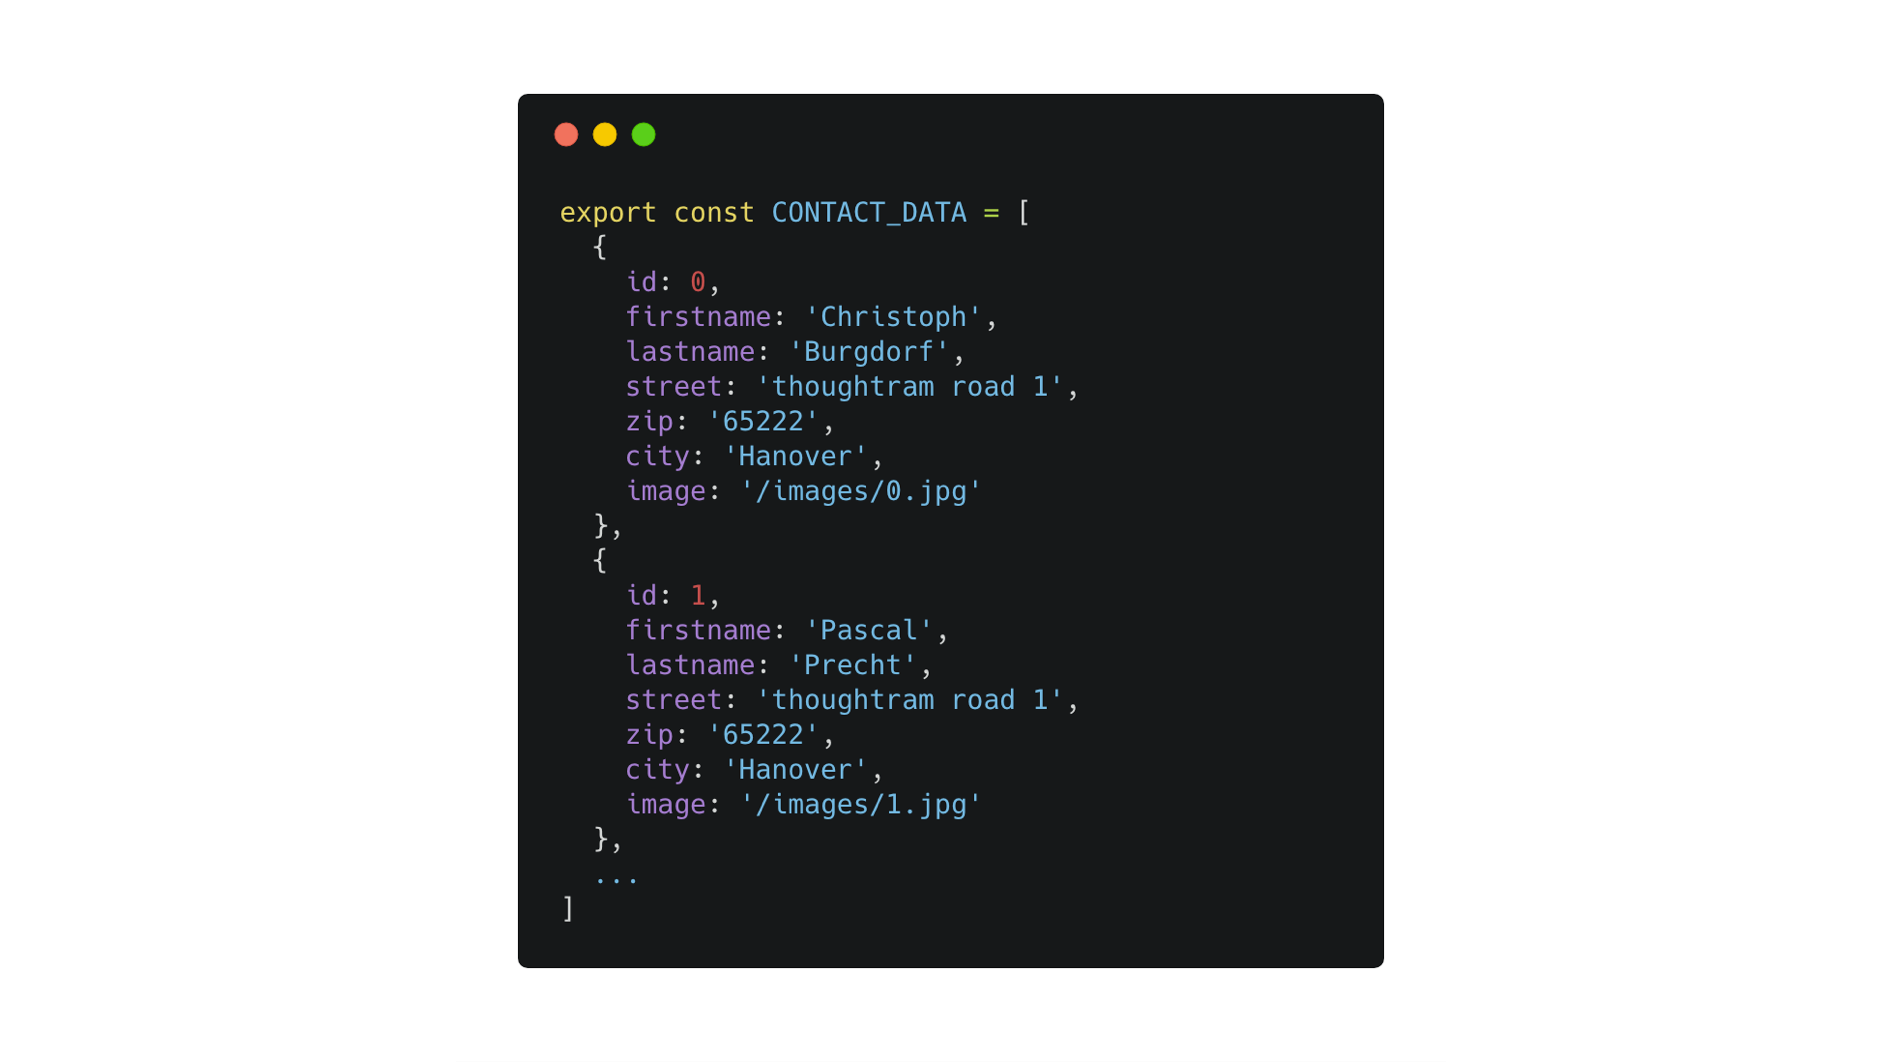 export const CONTACT_DATA = [
  {
    id: 0,
    firstname: 'Christoph',
    lastname: 'Burgdorf',
    street: 'thoughtram road 1',
    zip: '65222',
    city: 'Hanover',
    image: '/images/0.jpg'
  },
  {
    id: 1,
    firstname: 'Pascal',
    lastname: 'Precht',
    street: 'thoughtram road 1',
    zip: '65222',
    city: 'Hanover',
    image: '/images/1.jpg'
  },
  ...
]